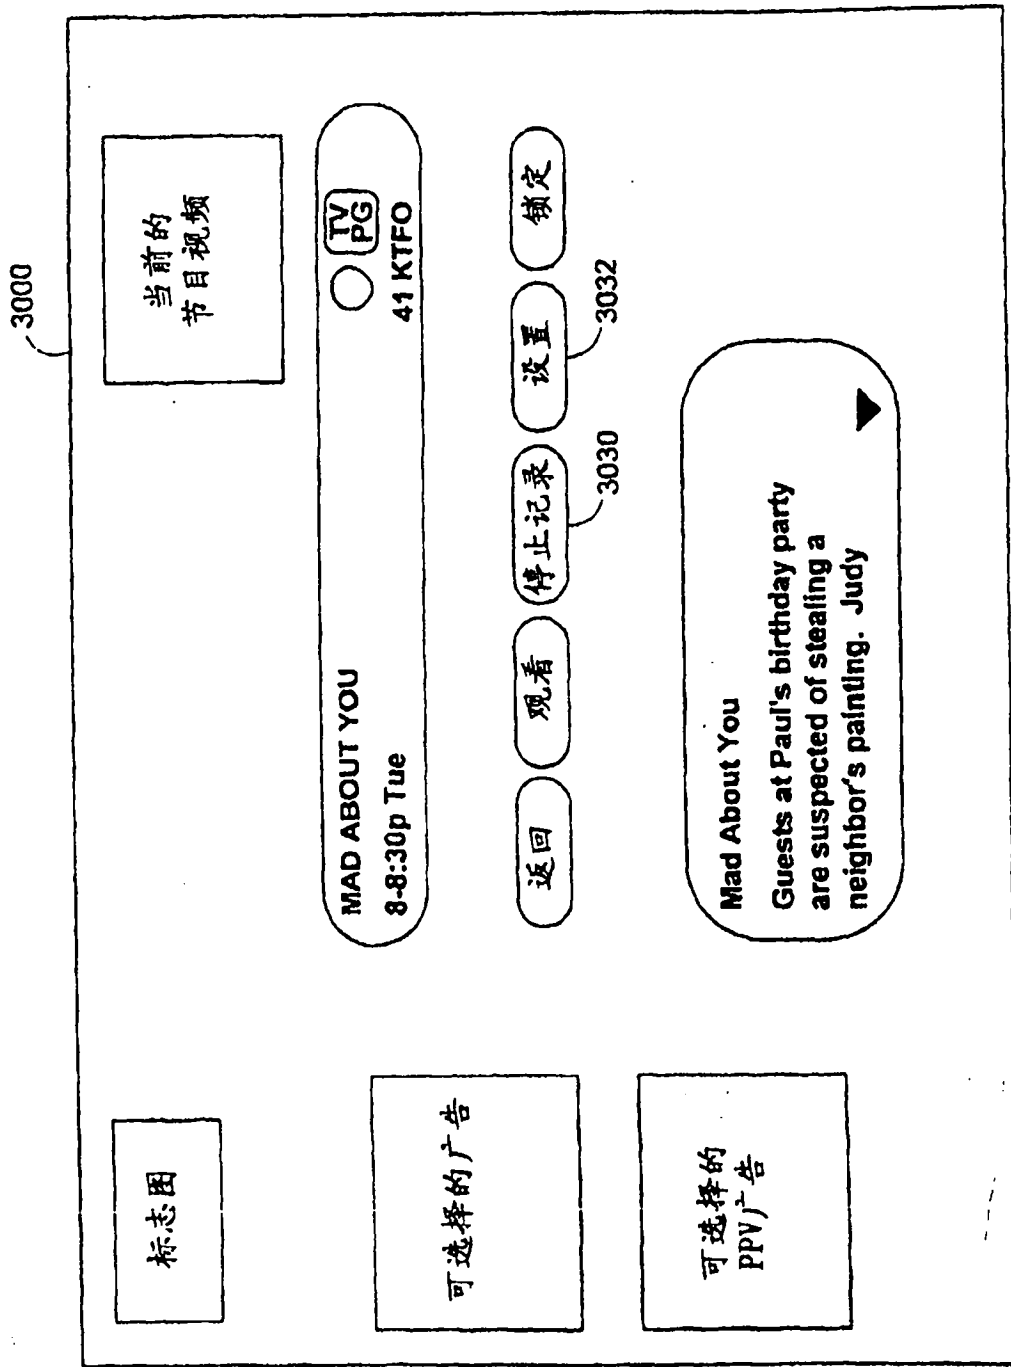 3000
标志图
当前的
节目视频
MAD ABOUT YOU
TV
PG
8-8:30p Tue
41 KTFO
可选择的广告
返回
观看
停止记录
设置
锁定
3030
3032
可选择的
PPV广告
Mad About You
Guests at Paul's birthday party
are suspected of stealing a
neighbor's painting. Judy